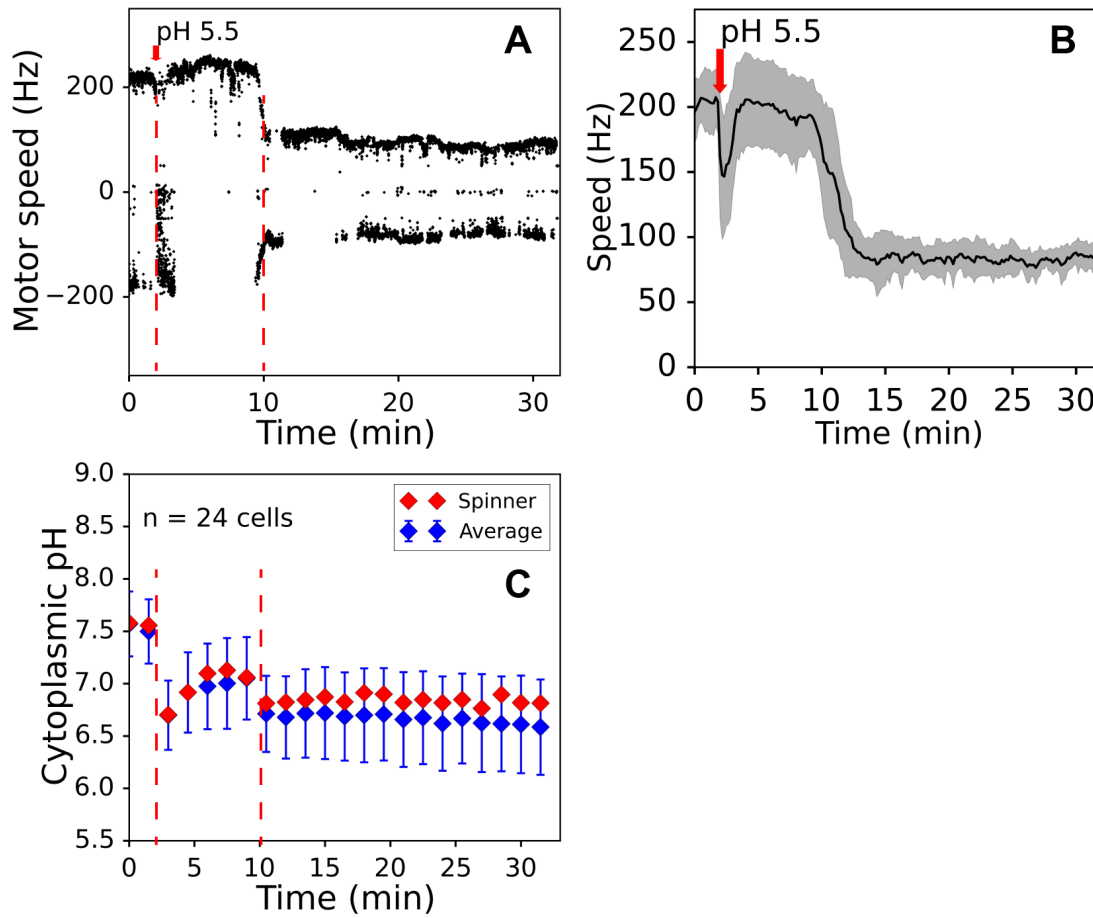 pH 5.5
A
200
0
−200
Motor speed (Hz)
0
10
20
30
Time (min)
pH 5.5
B
250
200
150
100
50
0
Speed (Hz)
0
5
10
15
20
25
30
Time (min)
9.0
8.5
8.0
7.5
7.0
6.5
6.0
5.5
Cytoplasmic pH
n = 24 cells
Spinner
Average
C
0
5
10
15
20
25
30
Time (min)